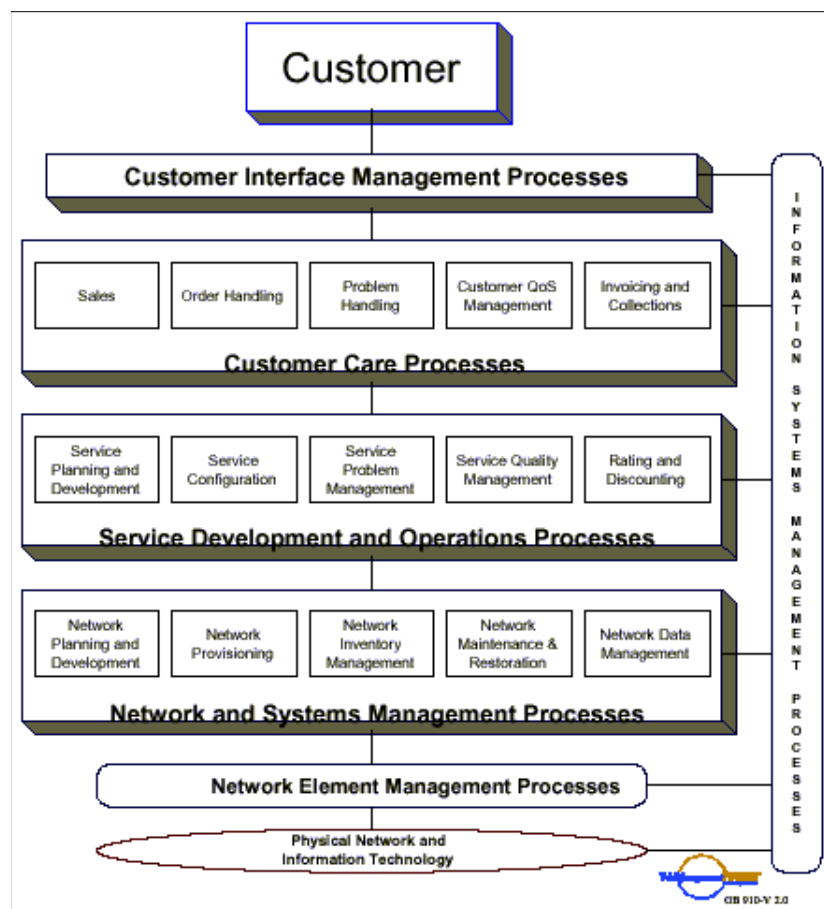 Customer
Customer Interface Management Processes
Sales
Order Handling
Problem
Handling
Customer QoS
Management
Invoicing and
Collections
Customer Care Processes
Service
Planning and
Development
Service
Configuration
Service
Problem
Management
Service Quality
Management
Rating and
Discounting
Service Development and Operations Processes
Network
Planning and
Development
Network
Provisioning
Network
Inventory
Management
Network
Maintenance &
Restoration
Network Data
Management
Network and Systems Management Processes
Network Element Management Processes
Physical Network and
Information Technology
INFORMATION SYSTEMS MANAGEMENT PROCESSES
GB 910-V 2.0